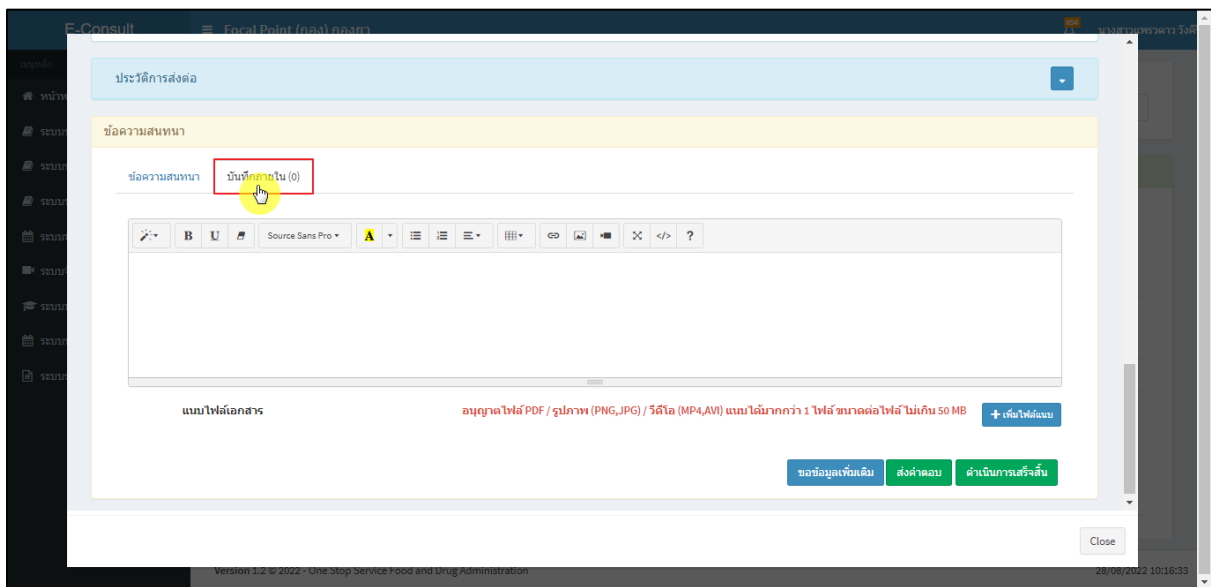 E-Consult
Focal Point (กอง) กองยา
654
เมนูหลัก
ประวัติการส่งต่อ
ข้อความสนทนา
ข้อความสนทนา
บันทึกภายใน (0)
B U Source Sans Pro A </> ?
แนบไฟล์เอกสาร
อนุญาตไฟล์ PDF / รูปภาพ (PNG,JPG) / วีดีโอ (MP4,AVI) แนบได้มากกว่า 1 ไฟล์ ขนาดต่อไฟล์ ไม่เกิน 50 MB
เพิ่มไฟล์แนบ
ขอข้อมูลเพิ่มเติม
ส่งคำตอบ
ดำเนินการเสร็จสิ้น
Close
Version 1.2 © 2022 - One Stop Service Food and Drug Administration
28/08/2022 10:16:33